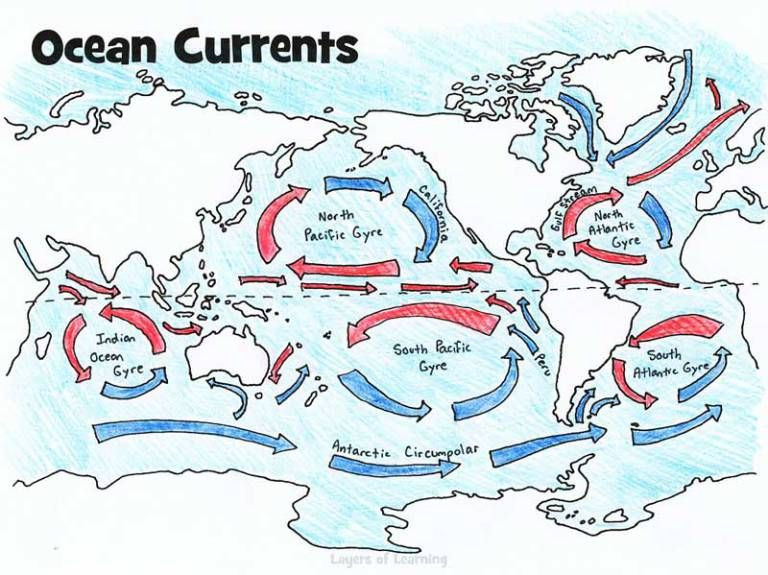 Ocean Currents
Gulf Stream
California
North
Pacific Gyre
North
Atlantic
Gyre
Indian
Ocean
Gyre
South Pacific
Gyre
Peru
South
Atlantic Gyre
Antarctic Circumpolar
Layers of Learning